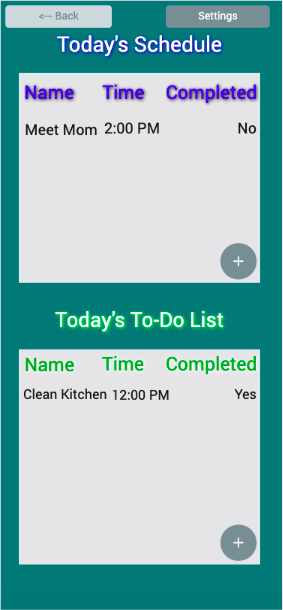 <--- Back Settings
Today's Schedule
Name Time Completed
Meet Mom 2:00 PM No
+
Today's To-Do List
Name Time Completed
Clean Kitchen 12:00 PM Yes
+